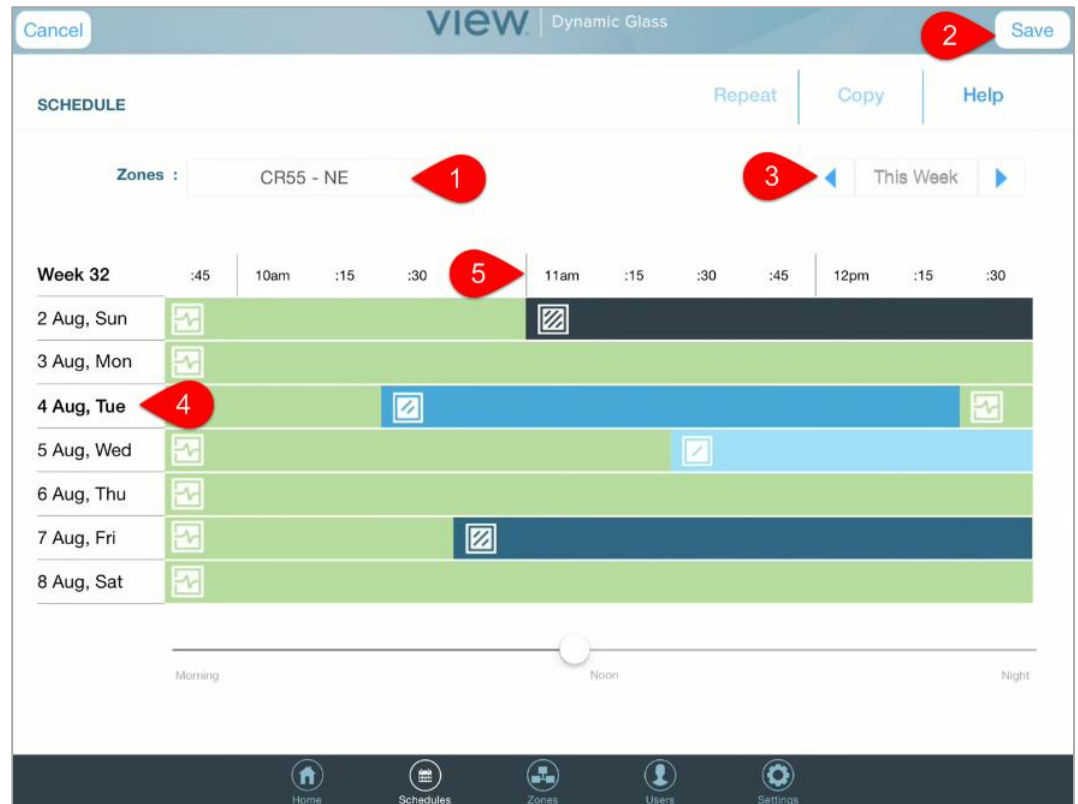 Cancel
view. Dynamic Glass
2
Save
SCHEDULE
Repeat
Copy
Help
Zones :
CR55 - NE
1
3
This Week
Week 32
:45
10am
:15
:30
5
11am
:15
:30
:45
12pm
:15
:30
2 Aug, Sun
3 Aug, Mon
4 Aug, Tue
4
5 Aug, Wed
6 Aug, Thu
7 Aug, Fri
8 Aug, Sat
Morning
Noon
Night
Home
Schedules
Zones
Users
Settings